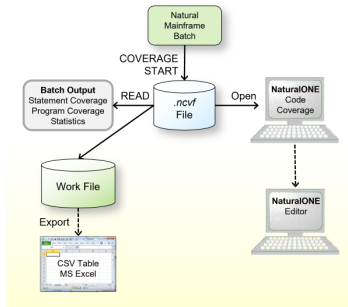 Natural
Mainframe
Batch
COVERAGE
START
Batch Output
Statement Coverage
Program Coverage
Statistics
READ
.ncvf
File
Open
NaturalONE
Code
Coverage
Work File
NaturalONE
Editor
Export
CSV Table
MS Excel